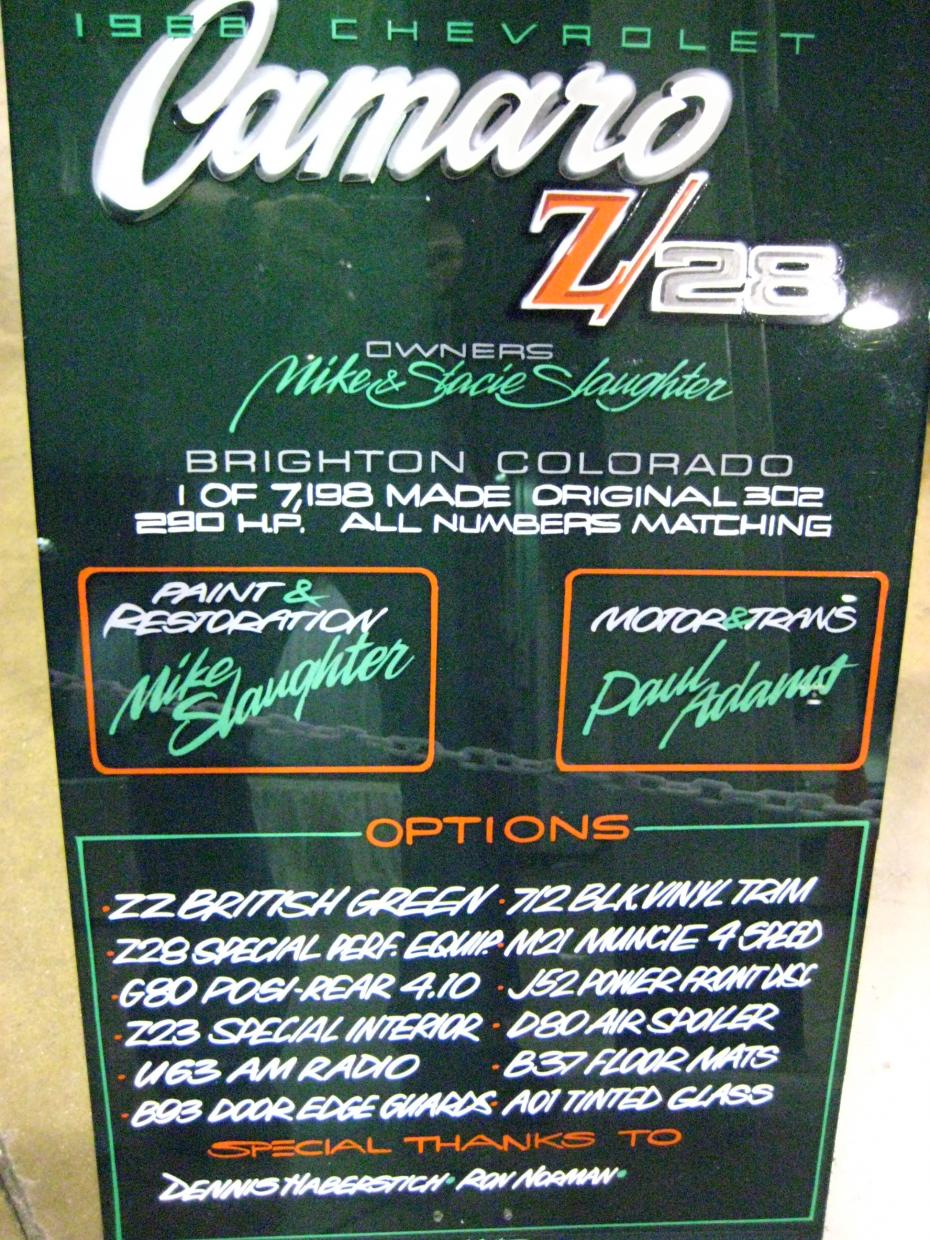 1968 CHEVROLET
Camaro
Z/28
OWNERS
Mike & Stacie Slaughter
BRIGHTON COLORADO
1 OF 7,198 MADE ORIGINAL 302
290 H.P. ALL NUMBERS MATCHING
PAINT &
RESTORATION
Mike
Slaughter
MOTOR & TRANS
Paul
Adams
OPTIONS
• ZZ BRITISH GREEN • 712 BLK VINYL TRIM
• Z28 SPECIAL PERF. EQUIP. • M21 MUNCIE 4 SPEED
• G80 POSI-REAR 4.10 • J52 POWER FRONT DISC
• Z23 SPECIAL INTERIOR • D80 AIR SPOILER
• U63 AM RADIO • B37 FLOOR MATS
• B93 DOOR EDGE GUARDS • A01 TINTED GLASS
SPECIAL THANKS TO
DENNIS HABERSTICH • RON NORMAN •